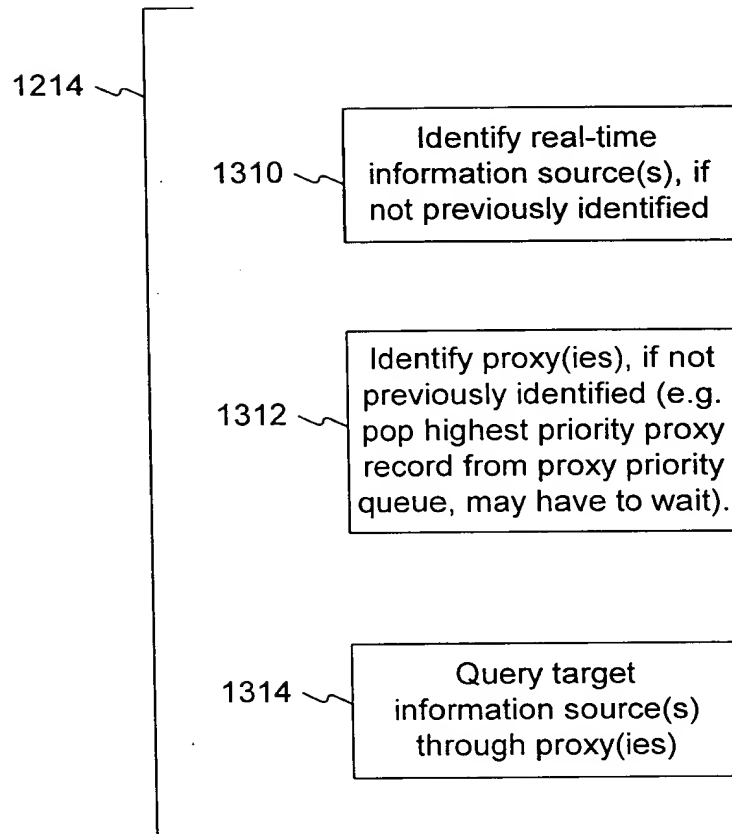 1214
1310
Identify real-time
information source(s), if
not previously identified
1312
Identify proxy(ies), if not
previously identified (e.g.
pop highest priority proxy
record from proxy priority
queue, may have to wait).
1314
Query target
information source(s)
through proxy(ies)